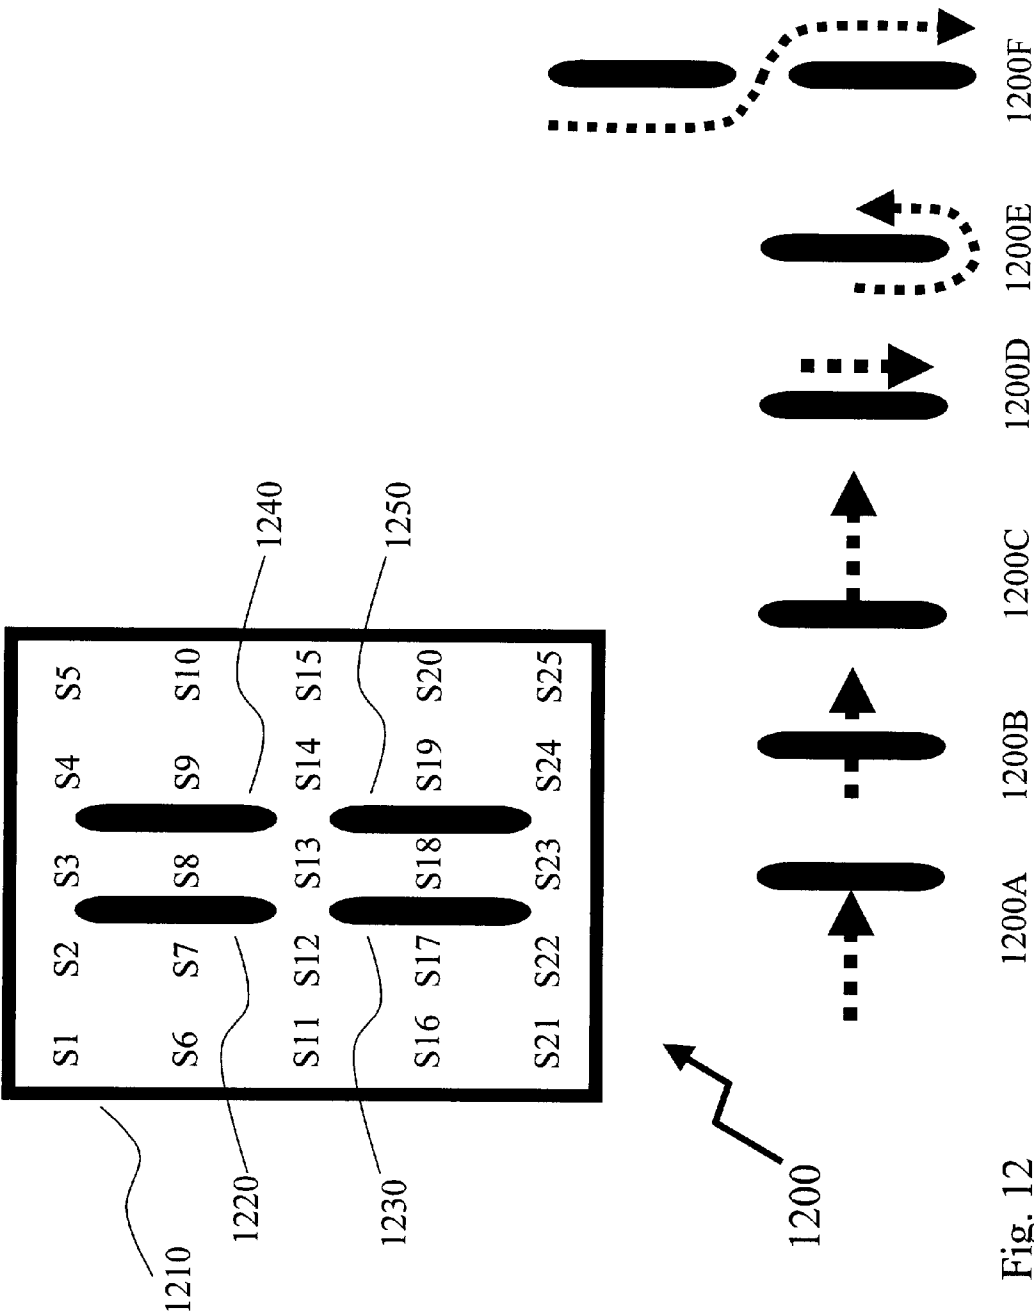 S1 S2 S3 S4 S5
1210
S6 S7 S8 S9 S10
1220
1240
S11 S12 S13 S14 S15
1230
1250
S16 S17 S18 S19 S20
S21 S22 S23 S24 S25
1200
Fig. 12
1200A 1200B 1200C 1200D 1200E 1200F